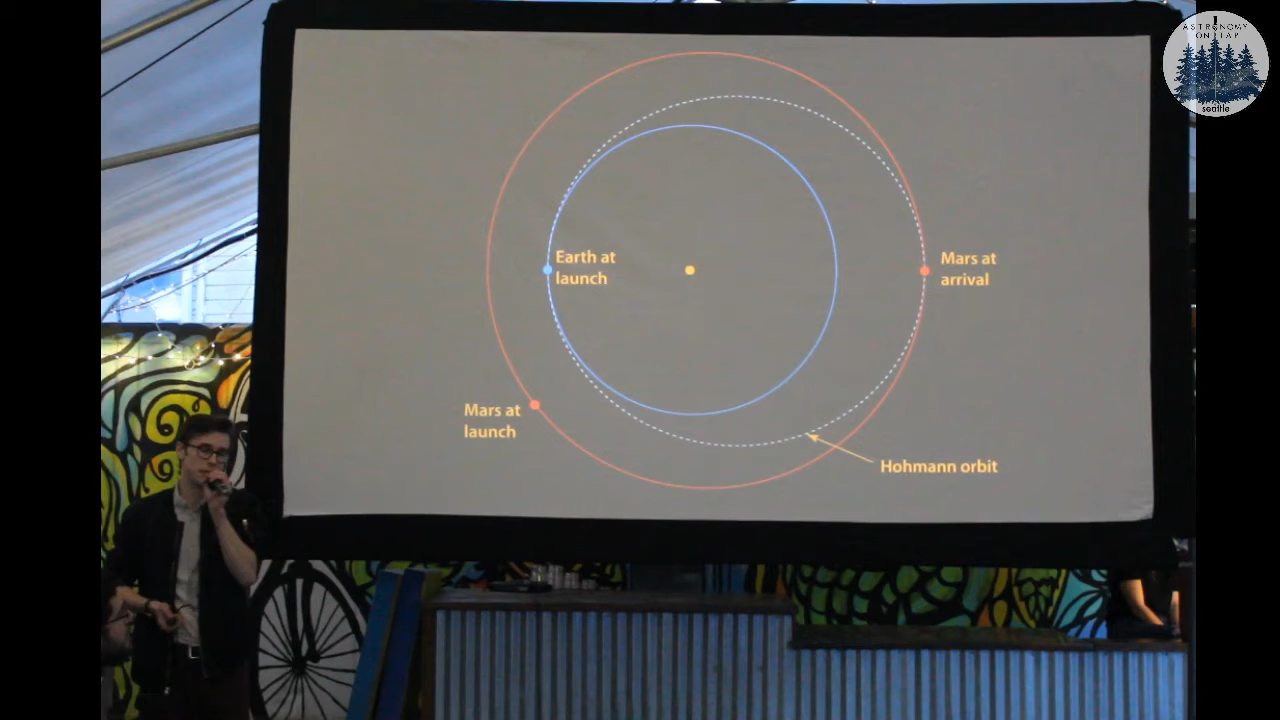 ASTRONOMY
ON TAP
seattle
Earth at
launch
Mars at
arrival
Mars at
launch
Hohmann orbit